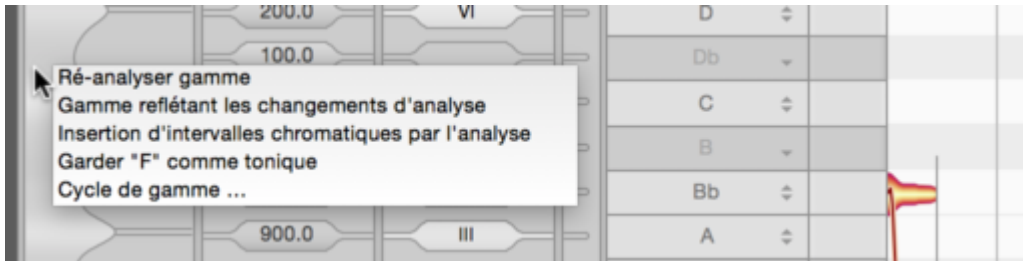 200.0 VI D
100.0 Db
Ré-analyser gamme
Gamme reflétant les changements d'analyse C
Insertion d'intervalles chromatiques par l'analyse
Garder "F" comme tonique B
Cycle de gamme ... Bb
900.0 III A